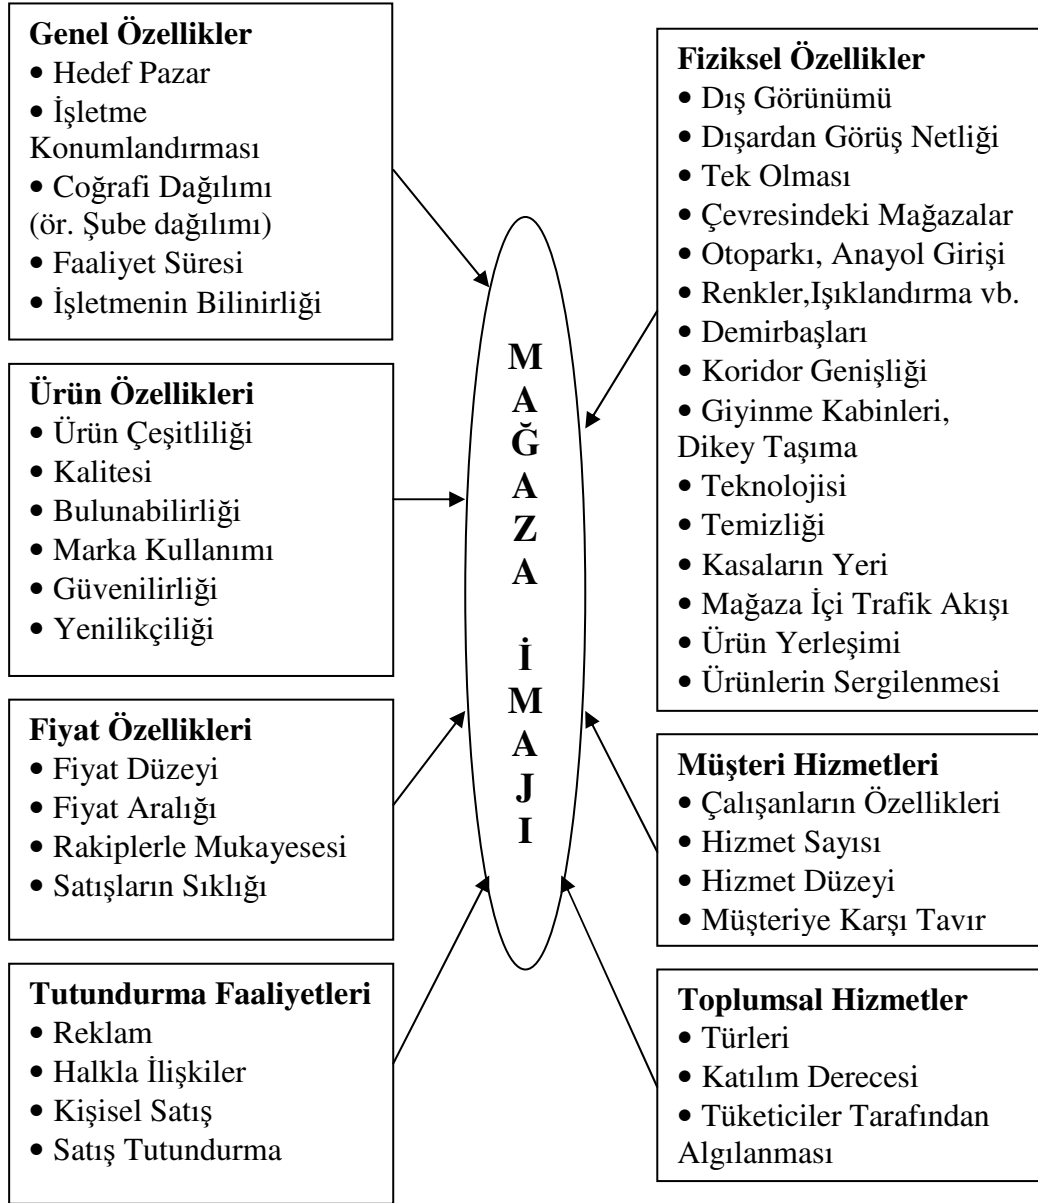 Genel Özellikler
• Hedef Pazar
• İşletme
Konumlandırması
• Coğrafi Dağılımı
(ör. Şube dağılımı)
• Faaliyet Süresi
• İşletmenin Bilinirliği
Ürün Özellikleri
• Ürün Çeşitliliği
• Kalitesi
• Bulunabilirliği
• Marka Kullanımı
• Güvenilirliği
• Yenilikçiliği
Fiyat Özellikleri
• Fiyat Düzeyi
• Fiyat Aralığı
• Rakiplerle Mukayesesi
• Satışların Sıklığı
Tutundurma Faaliyetleri
• Reklam
• Halkla İlişkiler
• Kişisel Satış
• Satış Tutundurma
M
A
Ğ
A
Z
A
İ
M
A
J
I
Fiziksel Özellikler
• Dış Görünümü
• Dışardan Görüş Netliği
• Tek Olması
• Çevresindeki Mağazalar
• Otoparkı, Anayol Girişi
• Renkler,Işıklandırma vb.
• Demirbaşları
• Koridor Genişliği
• Giyinme Kabinleri,
Dikey Taşıma
• Teknolojisi
• Temizliği
• Kasaların Yeri
• Mağaza İçi Trafik Akışı
• Ürün Yerleşimi
• Ürünlerin Sergilenmesi
Müşteri Hizmetleri
• Çalışanların Özellikleri
• Hizmet Sayısı
• Hizmet Düzeyi
• Müşteriye Karşı Tavır
Toplumsal Hizmetler
• Türleri
• Katılım Derecesi
• Tüketiciler Tarafından
Algılanması